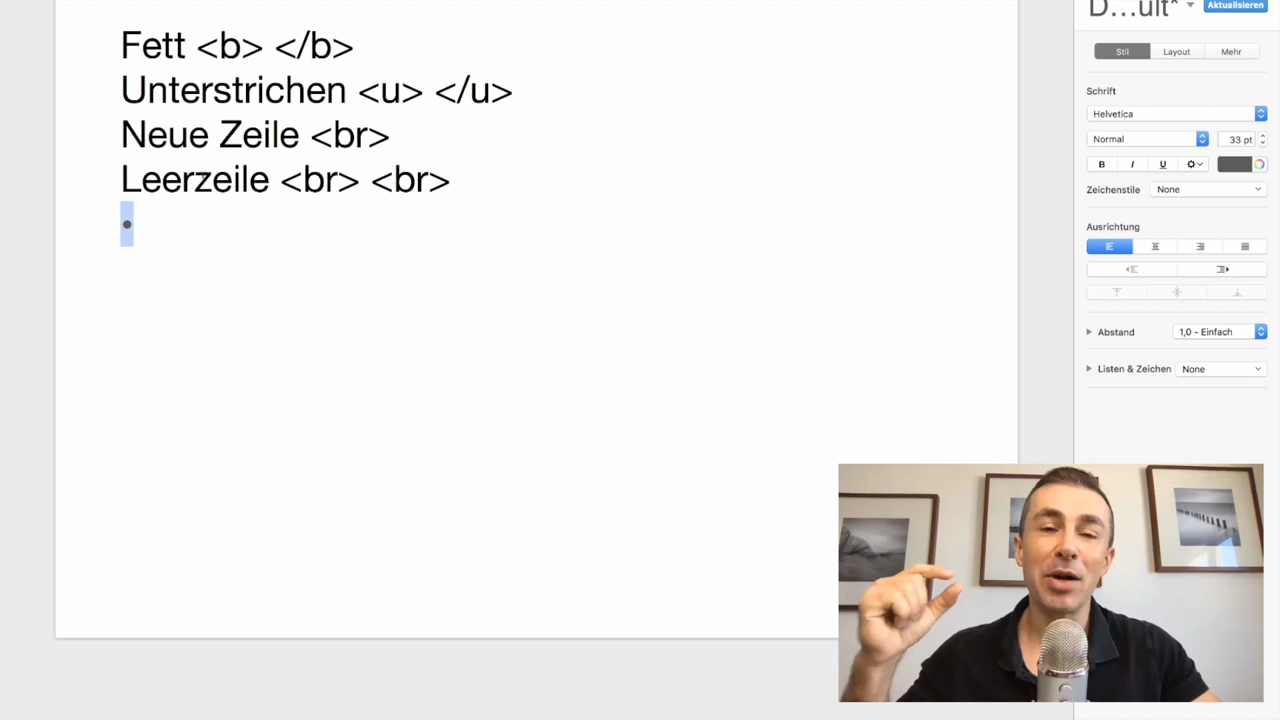 Fett <b> </b>
Unterstrichen <u> </u>
Neue Zeile <br>
Leerzeile <br> <br>
•
D...ult*
Aktualisieren
Stil Layout Mehr
Schrift
Helvetica
Normal 33 pt
B I U
Zeichenstile None
Ausrichtung
Abstand 1,0 - Einfach
Listen & Zeichen None